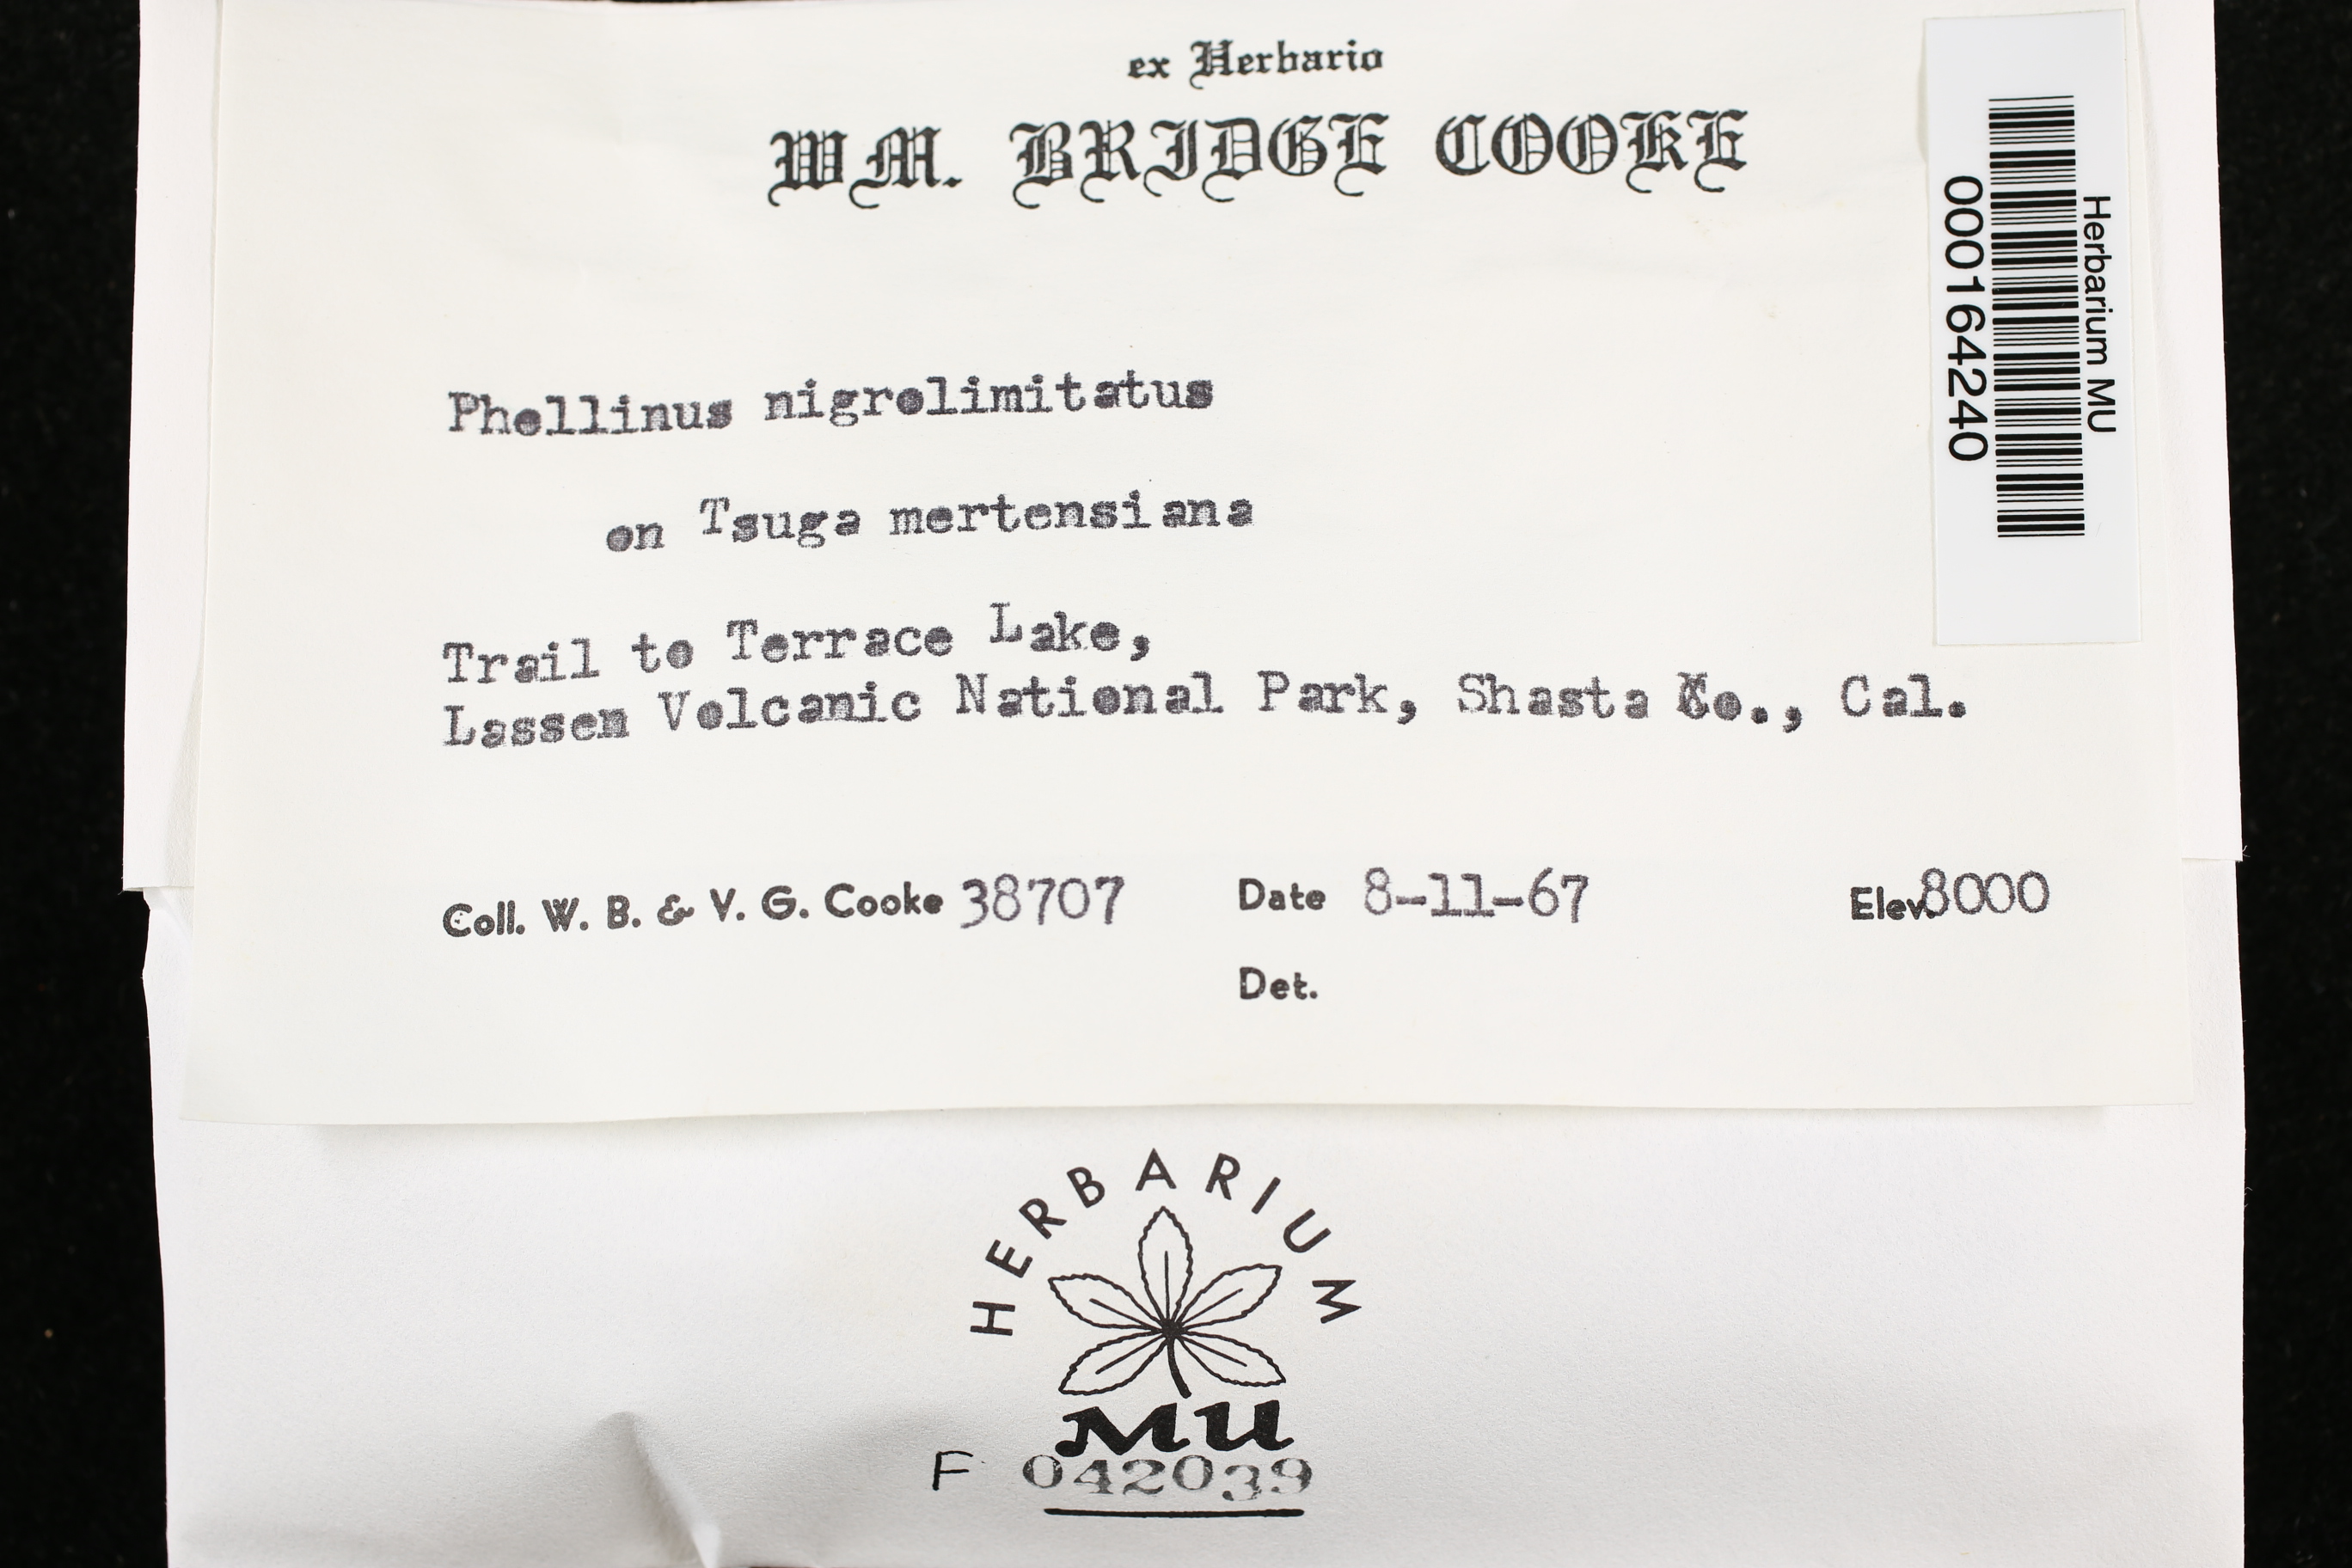 ex Herbario
WM. BRIDGE COOKE
Herbarium MU
000164240
Phellinus nigrolimitatus
on Tsuga mertensiana
Trail to Terrace Lake,
Lassen Volcanic National Park, Shasta Co., Cal.
Coll. W. B. & V. G. Cooke 38707 Date 8-11-67 Elev. 8000
Det.
HERBARIUM
MU
F 042039